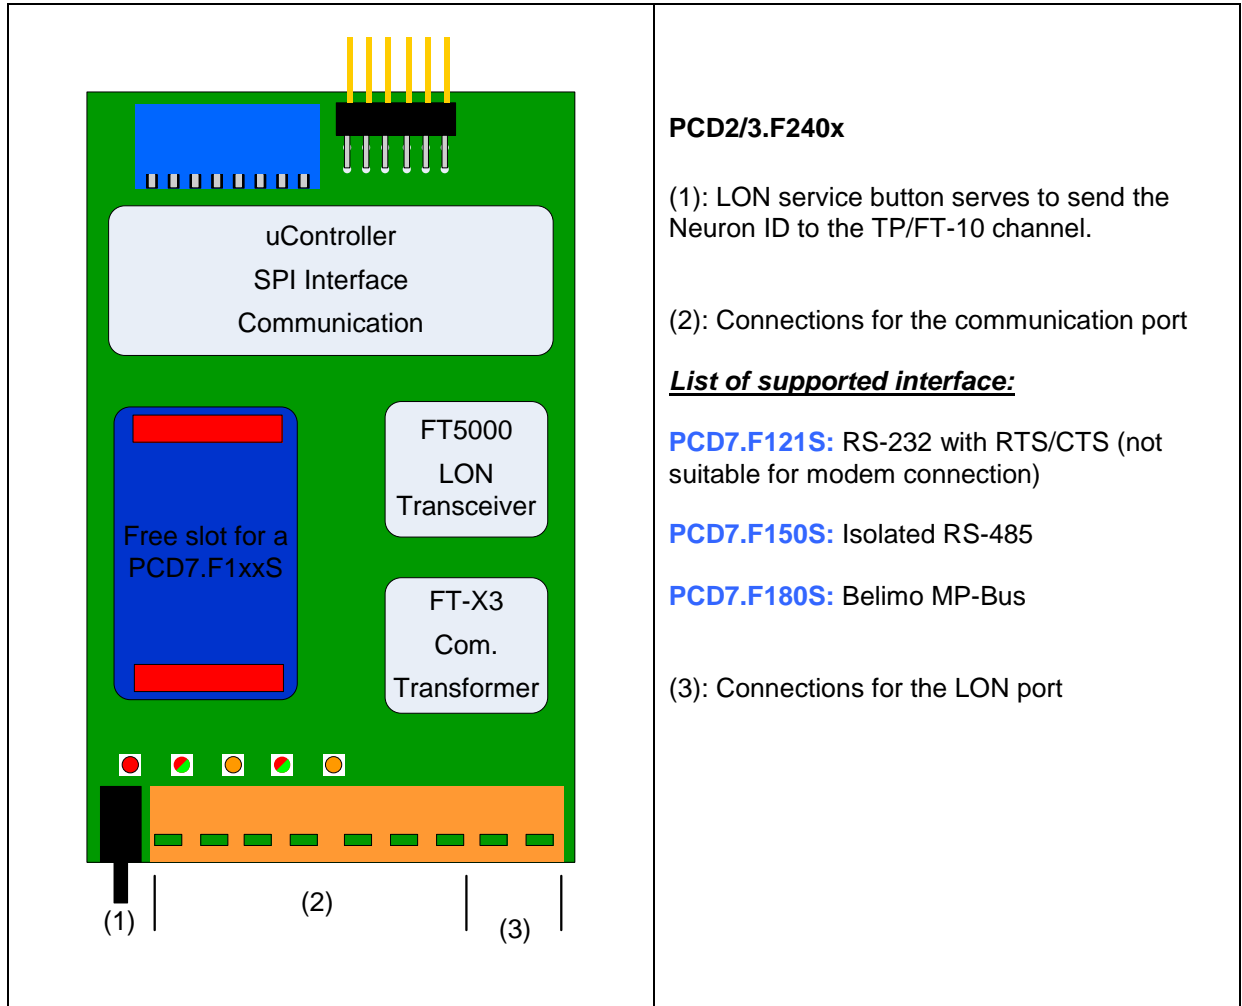 uController
SPI Interface
Communication
FT5000
LON
Transceiver
Free slot for a
PCD7.F1xxS
FT-X3
Com.
Transformer
(1)
(2)
(3)
PCD2/3.F240x
(1): LON service button serves to send the
Neuron ID to the TP/FT-10 channel.
(2): Connections for the communication port
List of supported interface:
PCD7.F121S: RS-232 with RTS/CTS (not
suitable for modem connection)
PCD7.F150S: Isolated RS-485
PCD7.F180S: Belimo MP-Bus
(3): Connections for the LON port